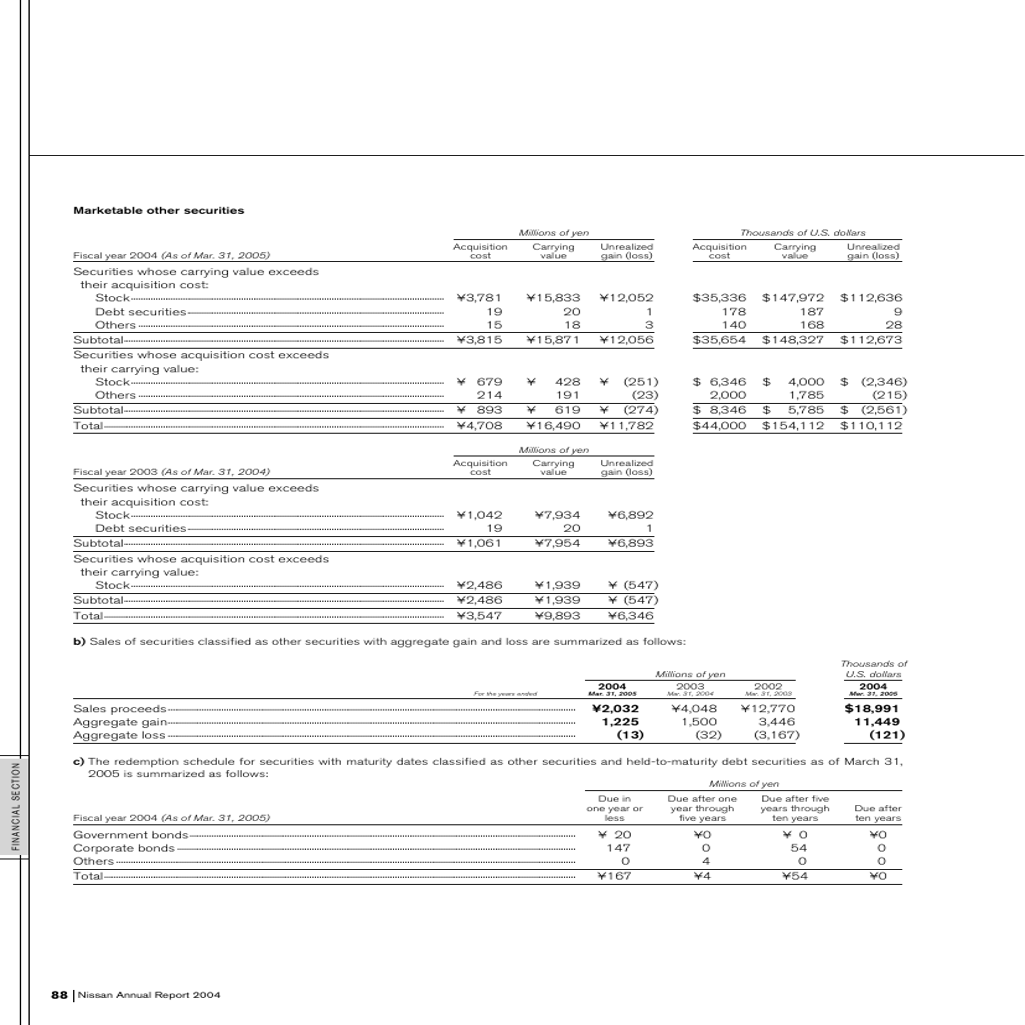 Marketable other securities
Millions of yen Thousands of U.S. dollars
Acquisition Carrying Unrealized Acquisition Carrying Unrealized
Fiscal year 2004 (As of Mar. 31, 2005) cost value gain (loss) cost value gain (loss)
Securities whose carrying value exceeds
their acquisition cost:
Stock ¥3,781 ¥15,833 ¥12,052 $35,336 $147,972 $112,636
Debt securities 19 20 1 178 187 9
Others 15 18 3 140 168 28
Subtotal ¥3,815 ¥15,871 ¥12,056 $35,654 $148,327 $112,673
Securities whose acquisition cost exceeds
their carrying value:
Stock ¥ 679 ¥ 428 ¥ (251) $ 6,346 $ 4,000 $ (2,346)
Others 214 191 (23) 2,000 1,785 (215)
Subtotal ¥ 893 ¥ 619 ¥ (274) $ 8,346 $ 5,785 $ (2,561)
Total ¥4,708 ¥16,490 ¥11,782 $44,000 $154,112 $110,112
Millions of yen
Acquisition Carrying Unrealized
Fiscal year 2003 (As of Mar. 31, 2004) cost value gain (loss)
Securities whose carrying value exceeds
their acquisition cost:
Stock ¥1,042 ¥7,934 ¥6,892
Debt securities 19 20 1
Subtotal ¥1,061 ¥7,954 ¥6,893
Securities whose acquisition cost exceeds
their carrying value:
Stock ¥2,486 ¥1,939 ¥ (547)
Subtotal ¥2,486 ¥1,939 ¥ (547)
Total ¥3,547 ¥9,893 ¥6,346
b) Sales of securities classified as other securities with aggregate gain and loss are summarized as follows:
Thousands of
Millions of yen U.S. dollars
2004 2003 2002 2004
For the years ended Mar. 31, 2005 Mar. 31, 2004 Mar. 31, 2003 Mar. 31, 2005
Sales proceeds ¥2,032 ¥4,048 ¥12,770 $18,991
Aggregate gain 1,225 1,500 3,446 11,449
Aggregate loss (13) (32) (3,167) (121)
c) The redemption schedule for securities with maturity dates classified as other securities and held-to-maturity debt securities as of March 31,
2005 is summarized as follows:
Millions of yen
Due in Due after one Due after five
one year or year through years through Due after
Fiscal year 2004 (As of Mar. 31, 2005) less five years ten years ten years
Government bonds ¥ 20 ¥0 ¥ 0 ¥0
Corporate bonds 147 0 54 0
Others 0 4 0 0
Total ¥167 ¥4 ¥54 ¥0
FINANCIAL SECTION
88 Nissan Annual Report 2004